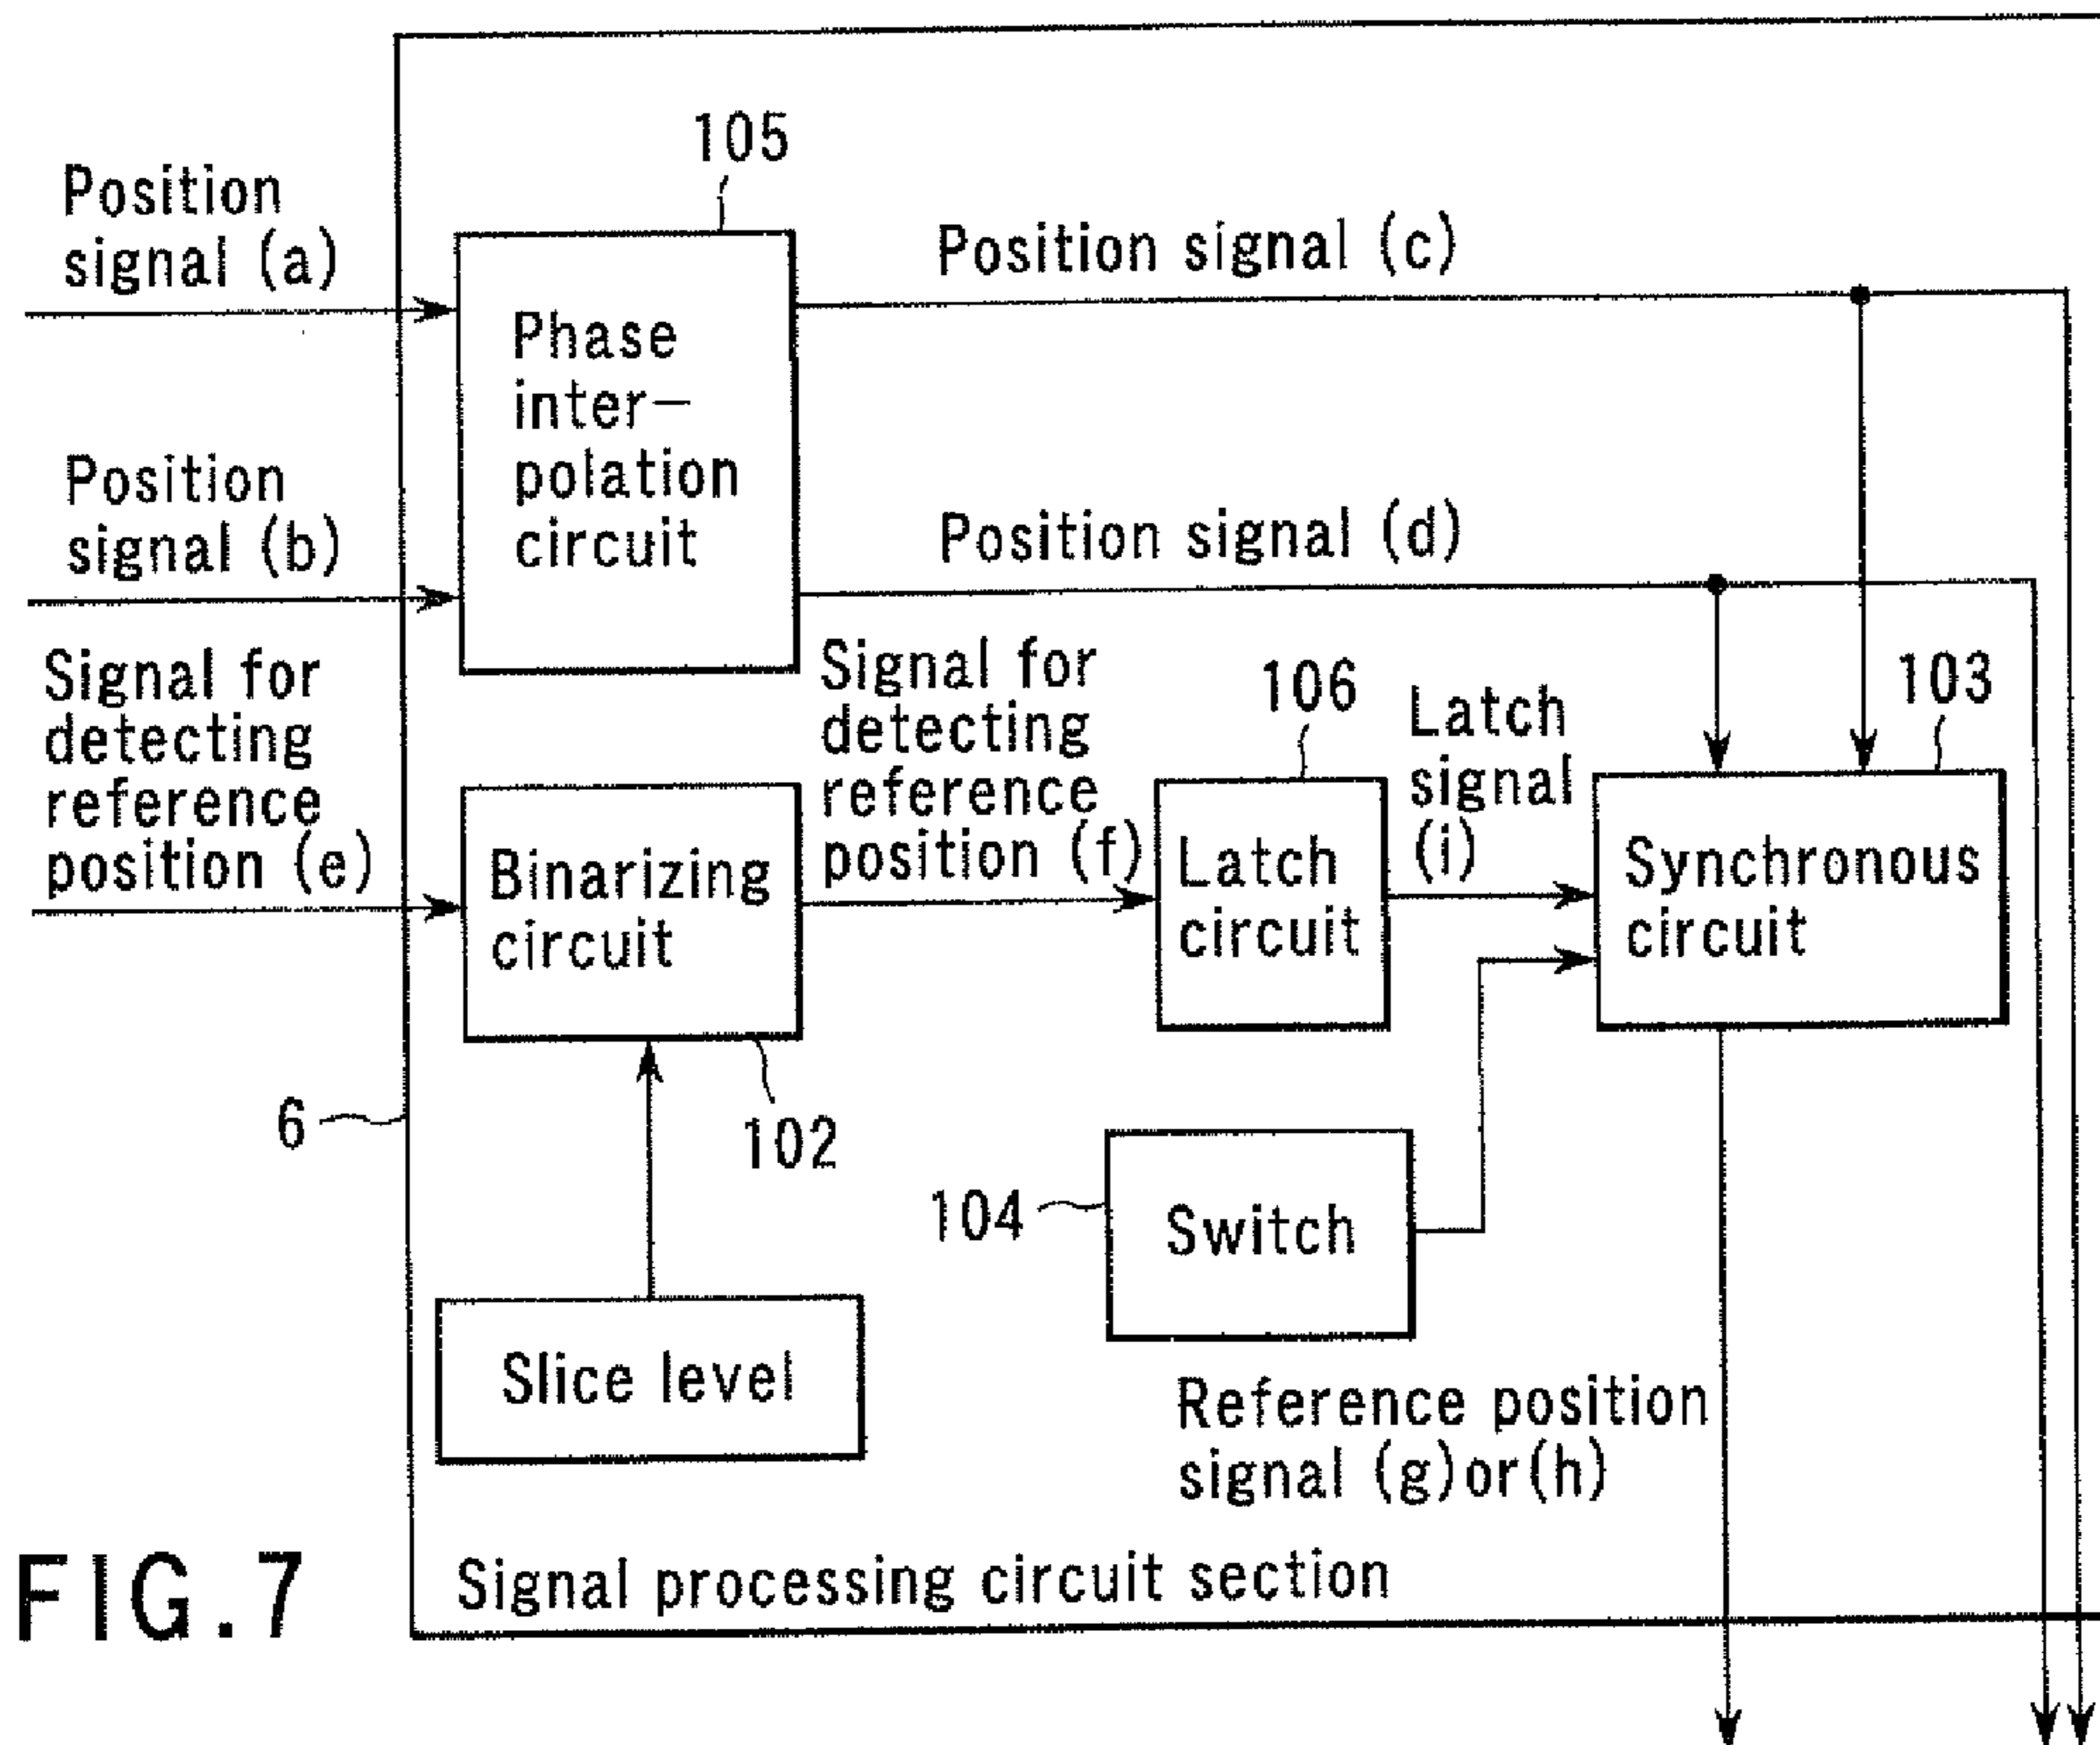 105
Position
signal (a)
Position signal (c)
Phase
inter-
polation
circuit
Position
signal (b)
Position signal (d)
Signal for
detecting
reference
position (e)
Signal for
detecting
reference
position (f)
106
Latch
signal
(i)
103
Binarizing
circuit
Latch
circuit
Synchronous
circuit
6
102
104
Switch
Slice level
Reference position
signal (g)or(h)
FIG.7
Signal processing circuit section